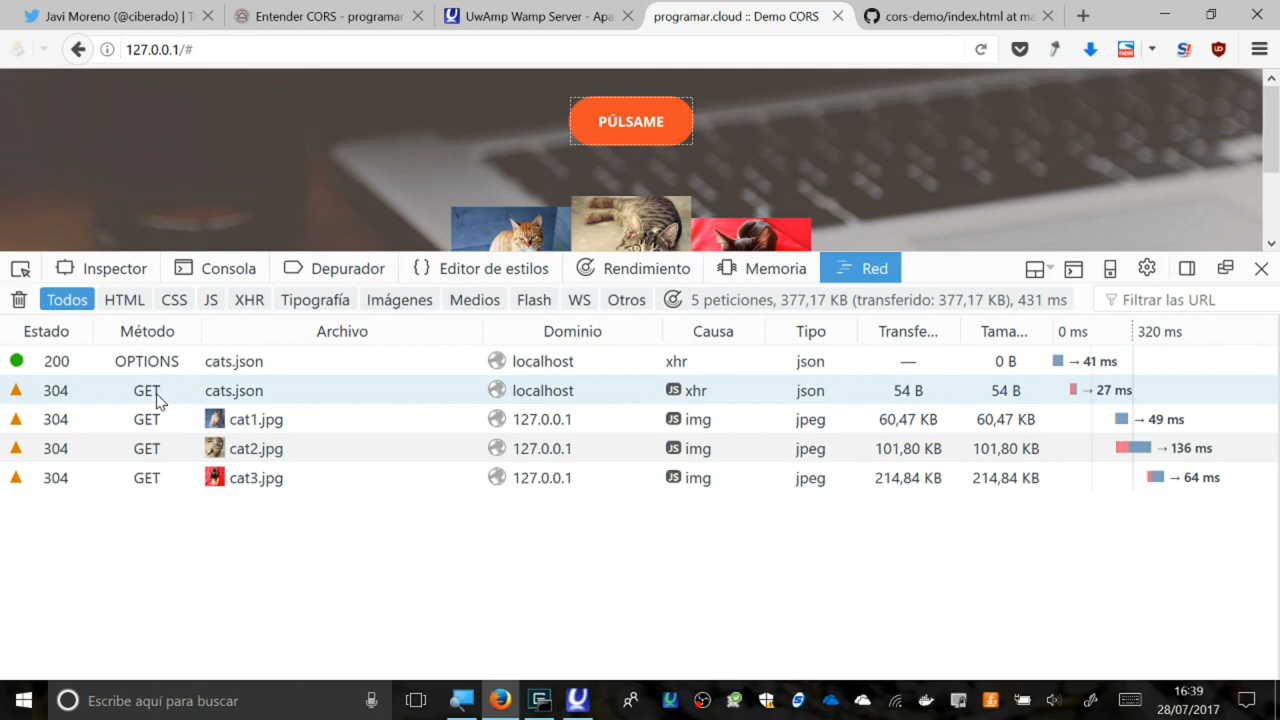 Javi Moreno (@ciberado) | T
Entender CORS - programar
UwAmp Wamp Server - Apa
programar.cloud :: Demo CORS
cors-demo/index.html at ma
127.0.0.1/#
new
PÚLSAME
Inspector
Consola
Depurador
Editor de estilos
Rendimiento
Memoria
Red
Todos
HTML
CSS
JS
XHR
Tipografía
Imágenes
Medios
Flash
WS
Otros
5 peticiones, 377,17 KB (transferido: 377,17 KB), 431 ms
Filtrar las URL
Estado Método Archivo Dominio Causa Tipo Transfe... Tama... 0 ms 320 ms
200 OPTIONS cats.json localhost xhr json — 0 B → 41 ms
304 GET cats.json localhost JS xhr json 54 B 54 B → 27 ms
304 GET cat1.jpg 127.0.0.1 JS img jpeg 60,47 KB 60,47 KB → 49 ms
304 GET cat2.jpg 127.0.0.1 JS img jpeg 101,80 KB 101,80 KB → 136 ms
304 GET cat3.jpg 127.0.0.1 JS img jpeg 214,84 KB 214,84 KB → 64 ms
Escribe aquí para buscar
16:39
28/07/2017